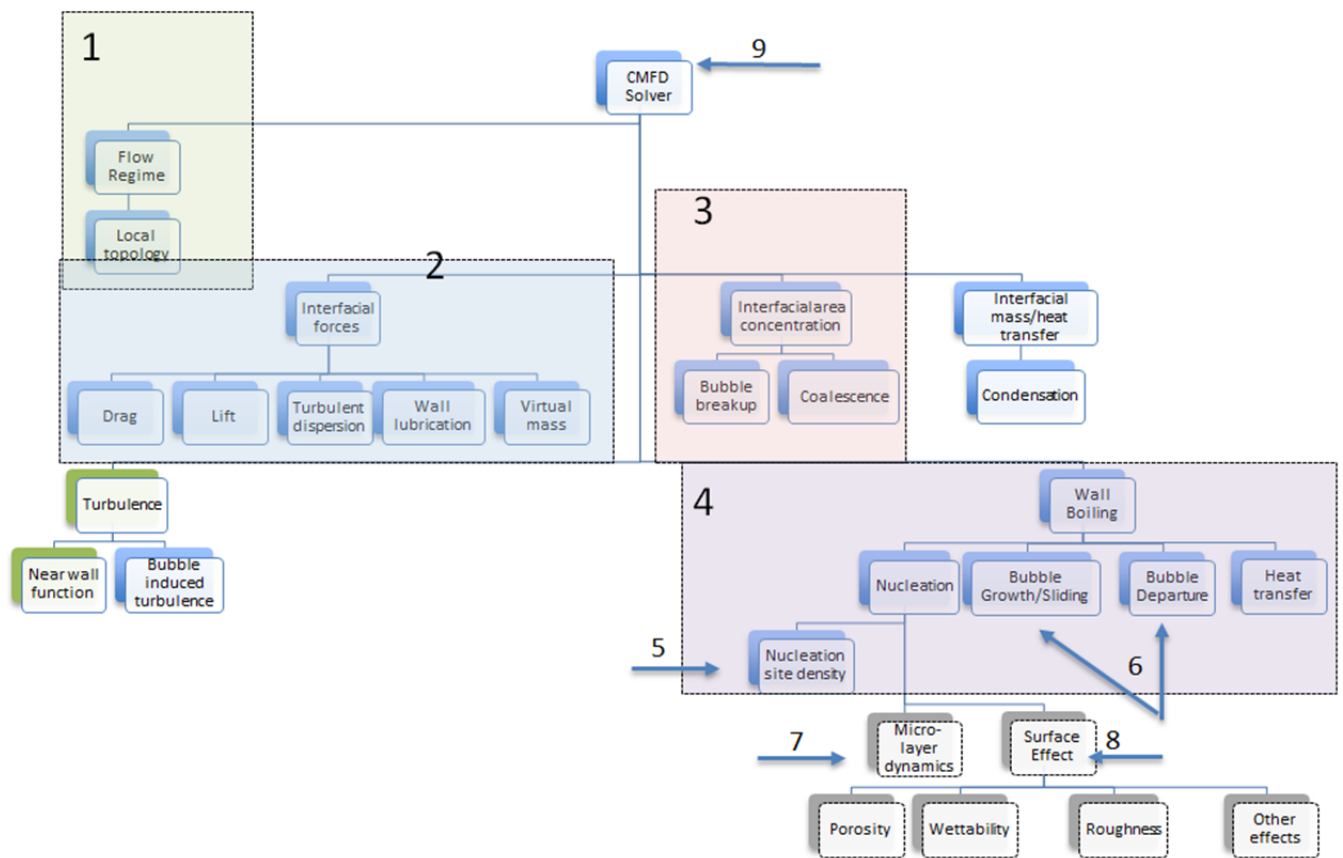 1
9
CMFD
Solver
Flow
Regime
Local
topology
2
3
Interfacial
forces
Interfacialarea
concentration
Interfacial
mass/heat
transfer
Drag
Lift
Turbulent
dispersion
Wall
lubrication
Virtual
mass
Bubble
breakup
Coalescence
Condensation
Turbulence
Near wall
function
Bubble
induced
turbulence
4
Wall
Boiling
Nucleation
Bubble
Growth/Sliding
Bubble
Departure
Heat
transfer
5
Nucleation
site density
6
7
Micro-
layer
dynamics
Surface
Effect
8
Porosity
Wettability
Roughness
Other
effects